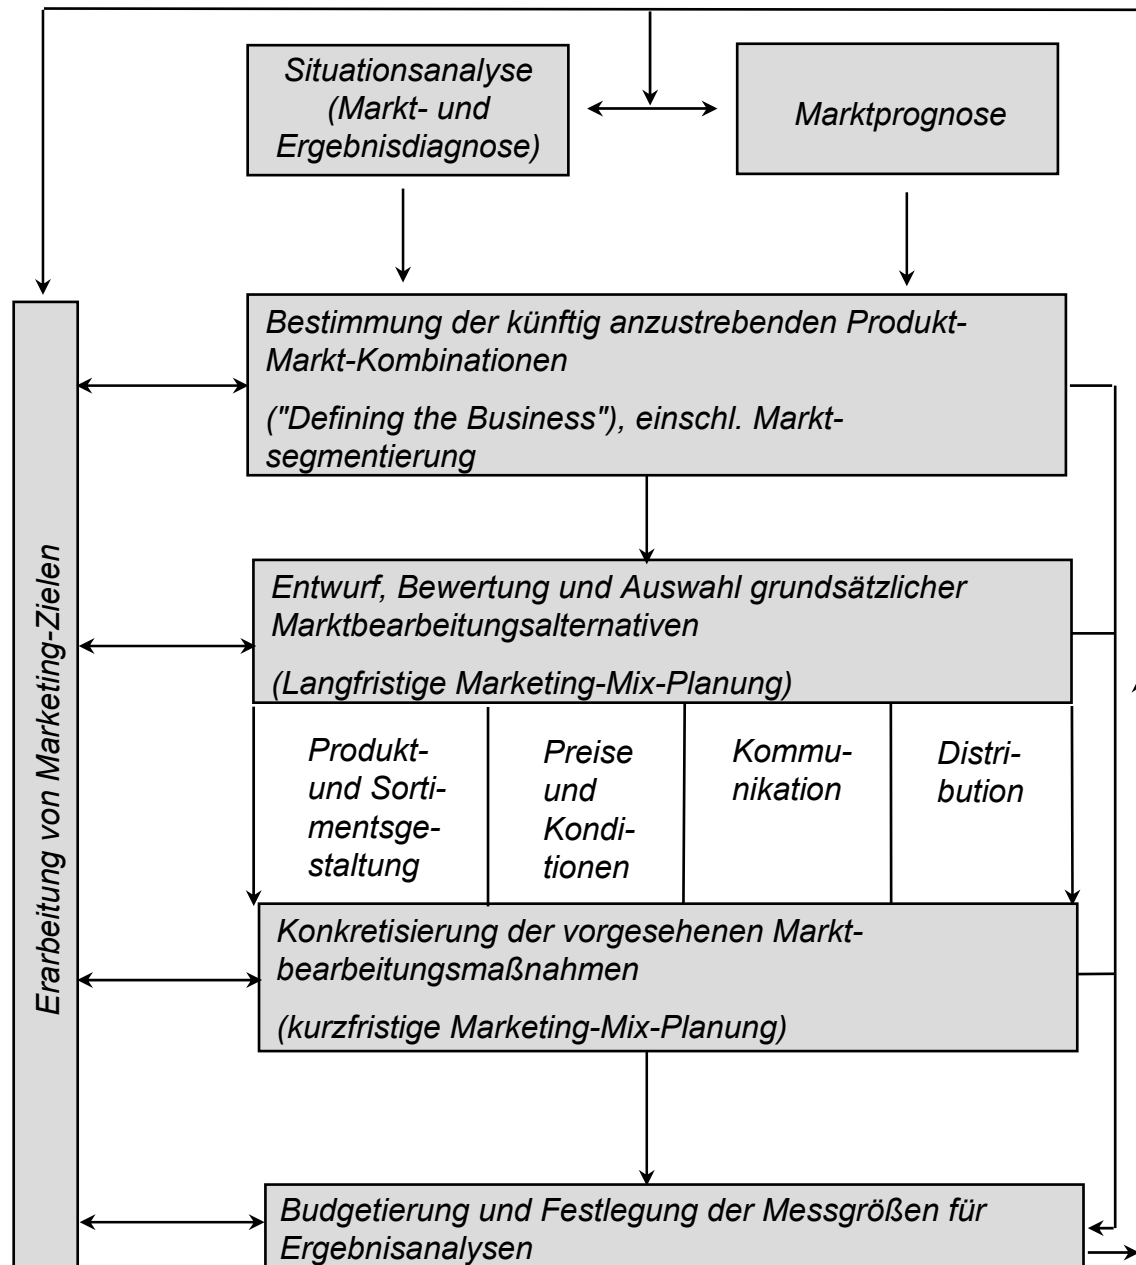 Situationsanalyse
(Markt- und
Ergebnisdiagnose)
Marktprognose
Bestimmung der künftig anzustrebenden Produkt-
Markt-Kombinationen
("Defining the Business"), einschl. Markt-
segmentierung
Erarbeitung von Marketing-Zielen
Entwurf, Bewertung und Auswahl grundsätzlicher
Marktbearbeitungsalternativen
(Langfristige Marketing-Mix-Planung)
Produkt-
und Sorti-
mentsge-
staltung
Preise
und
Kondi-
tionen
Kommu-
nikation
Distri-
bution
Konkretisierung der vorgesehenen Markt-
bearbeitungsmaßnahmen
(kurzfristige Marketing-Mix-Planung)
Budgetierung und Festlegung der Messgrößen für
Ergebnisanalysen